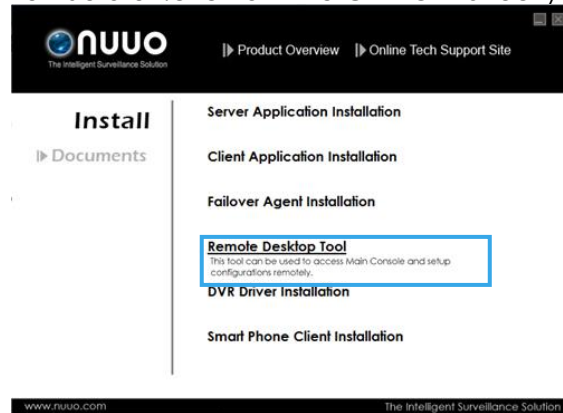 nuuo
The Intelligent Surveillance Solution
Product Overview
Online Tech Support Site
Install
Documents
Server Application Installation
Client Application Installation
Failover Agent Installation
Remote Desktop Tool
This tool can be used to access Main Console and setup
configurations remotely.
DVR Driver Installation
Smart Phone Client Installation
www.nuuo.com
The Intelligent Surveillance Solution